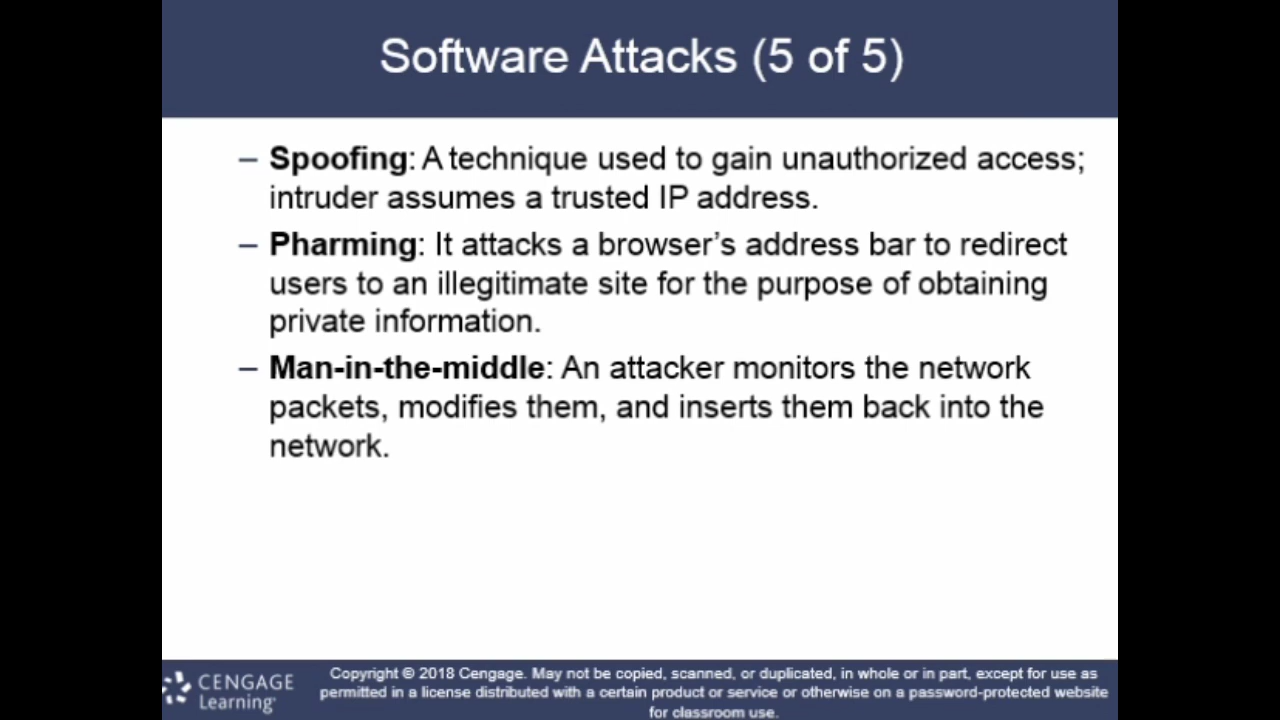 Software Attacks (5 of 5)
– Spoofing: A technique used to gain unauthorized access;
intruder assumes a trusted IP address.
– Pharming: It attacks a browser’s address bar to redirect
users to an illegitimate site for the purpose of obtaining
private information.
– Man-in-the-middle: An attacker monitors the network
packets, modifies them, and inserts them back into the
network.
CENGAGE
Learning
Copyright © 2018 Cengage. May not be copied, scanned, or duplicated, in whole or in part, except for use as
permitted in a license distributed with a certain product or service or otherwise on a password-protected website
for classroom use.